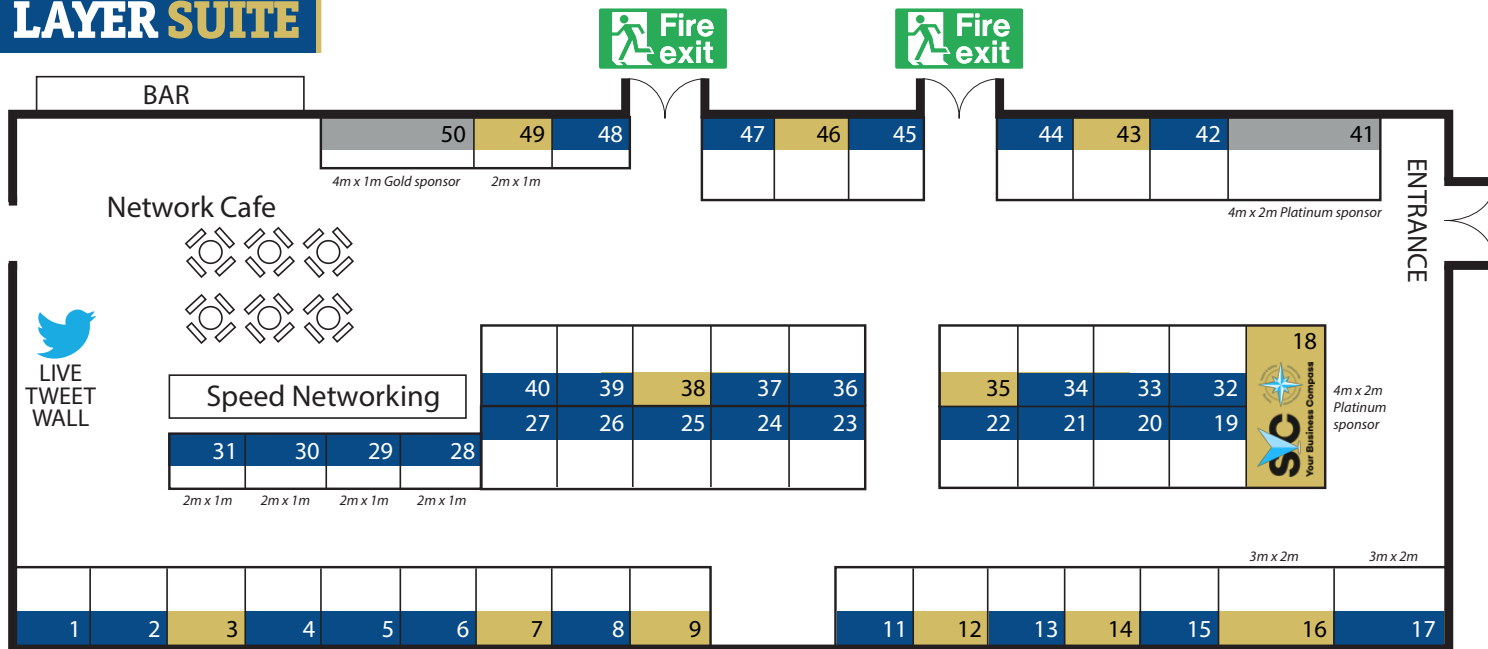 LAYER SUITE
Fire
exit
Fire
exit
BAR
50 49 48 47 46 45 44 43 42 41
4m x 1m Gold sponsor 2m x 1m
4m x 2m Platinum sponsor
ENTRANCE
Network Cafe
LIVE
TWEET
WALL
Speed Networking
40 39 38 37 36
27 26 25 24 23
31 30 29 28
2m x 1m 2m x 1m 2m x 1m 2m x 1m
35 34 33 32
22 21 20 19
18
SC
Your Business Compass
4m x 2m
Platinum
sponsor
3m x 2m 3m x 2m
1 2 3 4 5 6 7 8 9 11 12 13 14 15 16 17